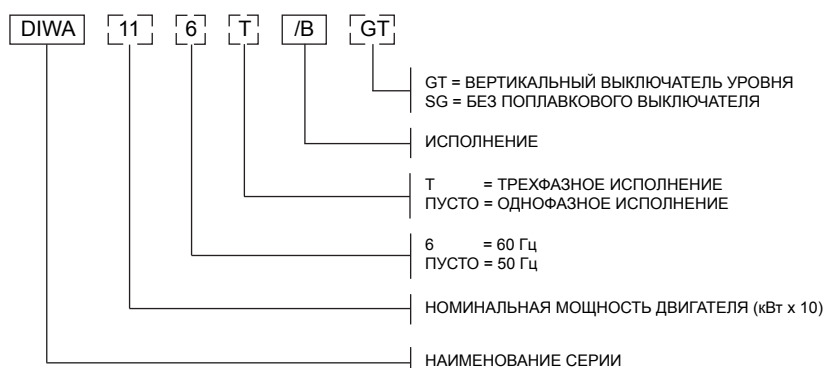 DIWA 11 6 T /B GT
GT = ВЕРТИКАЛЬНЫЙ ВЫКЛЮЧАТЕЛЬ УРОВНЯ
SG = БЕЗ ПОПЛАВКОВОГО ВЫКЛЮЧАТЕЛЯ
ИСПОЛНЕНИЕ
T = ТРЕХФАЗНОЕ ИСПОЛНЕНИЕ
ПУСТО = ОДНОФАЗНОЕ ИСПОЛНЕНИЕ
6 = 60 Гц
ПУСТО = 50 Гц
НОМИНАЛЬНАЯ МОЩНОСТЬ ДВИГАТЕЛЯ (кВт x 10)
НАИМЕНОВАНИЕ СЕРИИ